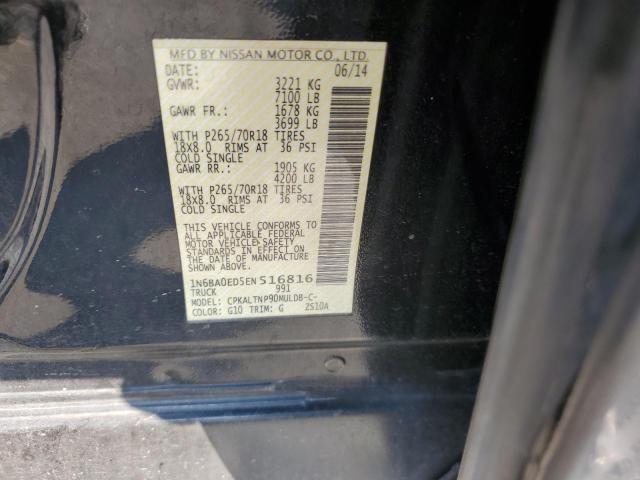 MFD BY NISSAN MOTOR CO., LTD.
DATE: 06/14
GVWR: 3221 KG
7100 LB
GAWR FR.: 1678 KG
3699 LB
WITH P265/70R18 TIRES
18X8.0 RIMS AT 36 PSI
COLD SINGLE
GAWR RR.: 1905 KG
4200 LB
WITH P265/70R18 TIRES
18X8.0 RIMS AT 36 PSI
COLD SINGLE
THIS VEHICLE CONFORMS TO
ALL APPLICABLE FEDERAL
MOTOR VEHICLE SAFETY
STANDARDS IN EFFECT ON
THE DATE OF MANUFACTURE
SHOWN ABOVE.
1N6BA0ED5EN516816
TRUCK 991
MODEL: CPKALTNP90MULDB-C-
COLOR: G10 TRIM: G ZS10A